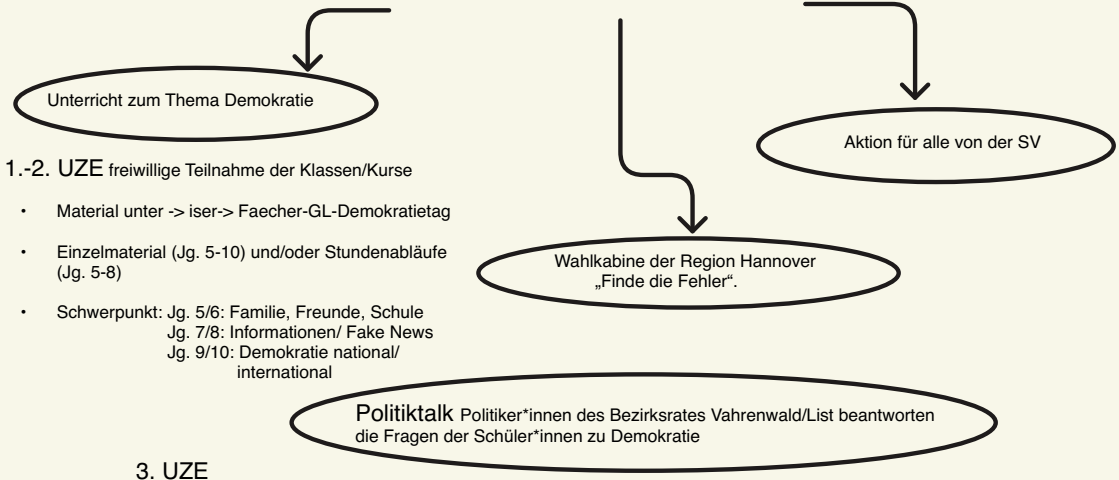 Unterricht zum Thema Demokratie
Aktion für alle von der SV
1.-2. UZE freiwillige Teilnahme der Klassen/Kurse
• Material unter -> iser-> Faecher-GL-Demokratietag
• Einzelmaterial (Jg. 5-10) und/oder Stundenabläufe
(Jg. 5-8)
• Schwerpunkt: Jg. 5/6: Familie, Freunde, Schule
Jg. 7/8: Informationen/ Fake News
Jg. 9/10: Demokratie national/
international
Wahlkabine der Region Hannover
„Finde die Fehler“.
Politiktalk Politiker*innen des Bezirksrates Vahrenwald/List beantworten
die Fragen der Schüler*innen zu Demokratie
3. UZE